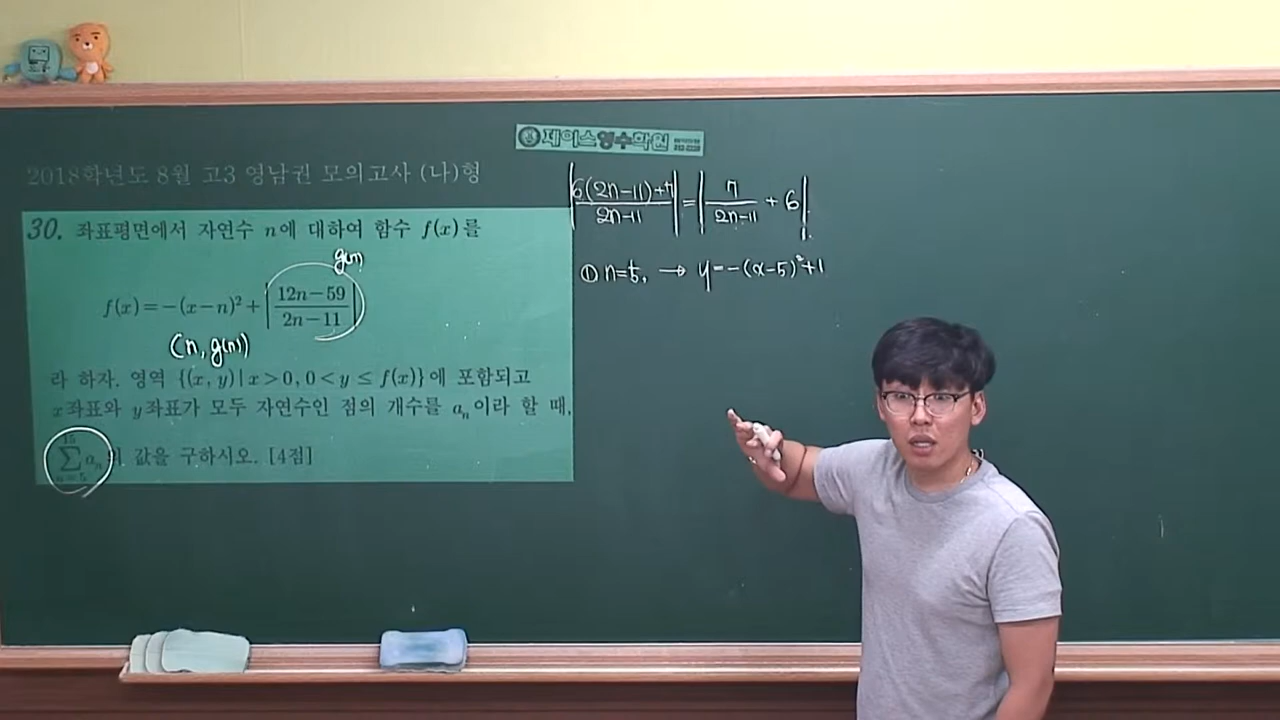 제이스영수학원
2018학년도 8월 고3 영남권 모의고사 (나)형
30. 좌표평면에서 자연수 n에 대하여 함수 f(x)를
g(n)
f(x)=-(x-n)²+|(12n-59)/(2n-11)|
(n, g(n))
라 하자. 영역 {(x, y)|x>0, 0<y≤f(x)}에 포함되고
x좌표와 y좌표가 모두 자연수인 점의 개수를 aₙ이라 할 때,
∑(n=5)^(15) aₙ의 값을 구하시오. [4점]
|(6(2n-11)+7)/(2n-11)|=|7/(2n-11)+6|
① n=5, → y=-(x-5)²+1